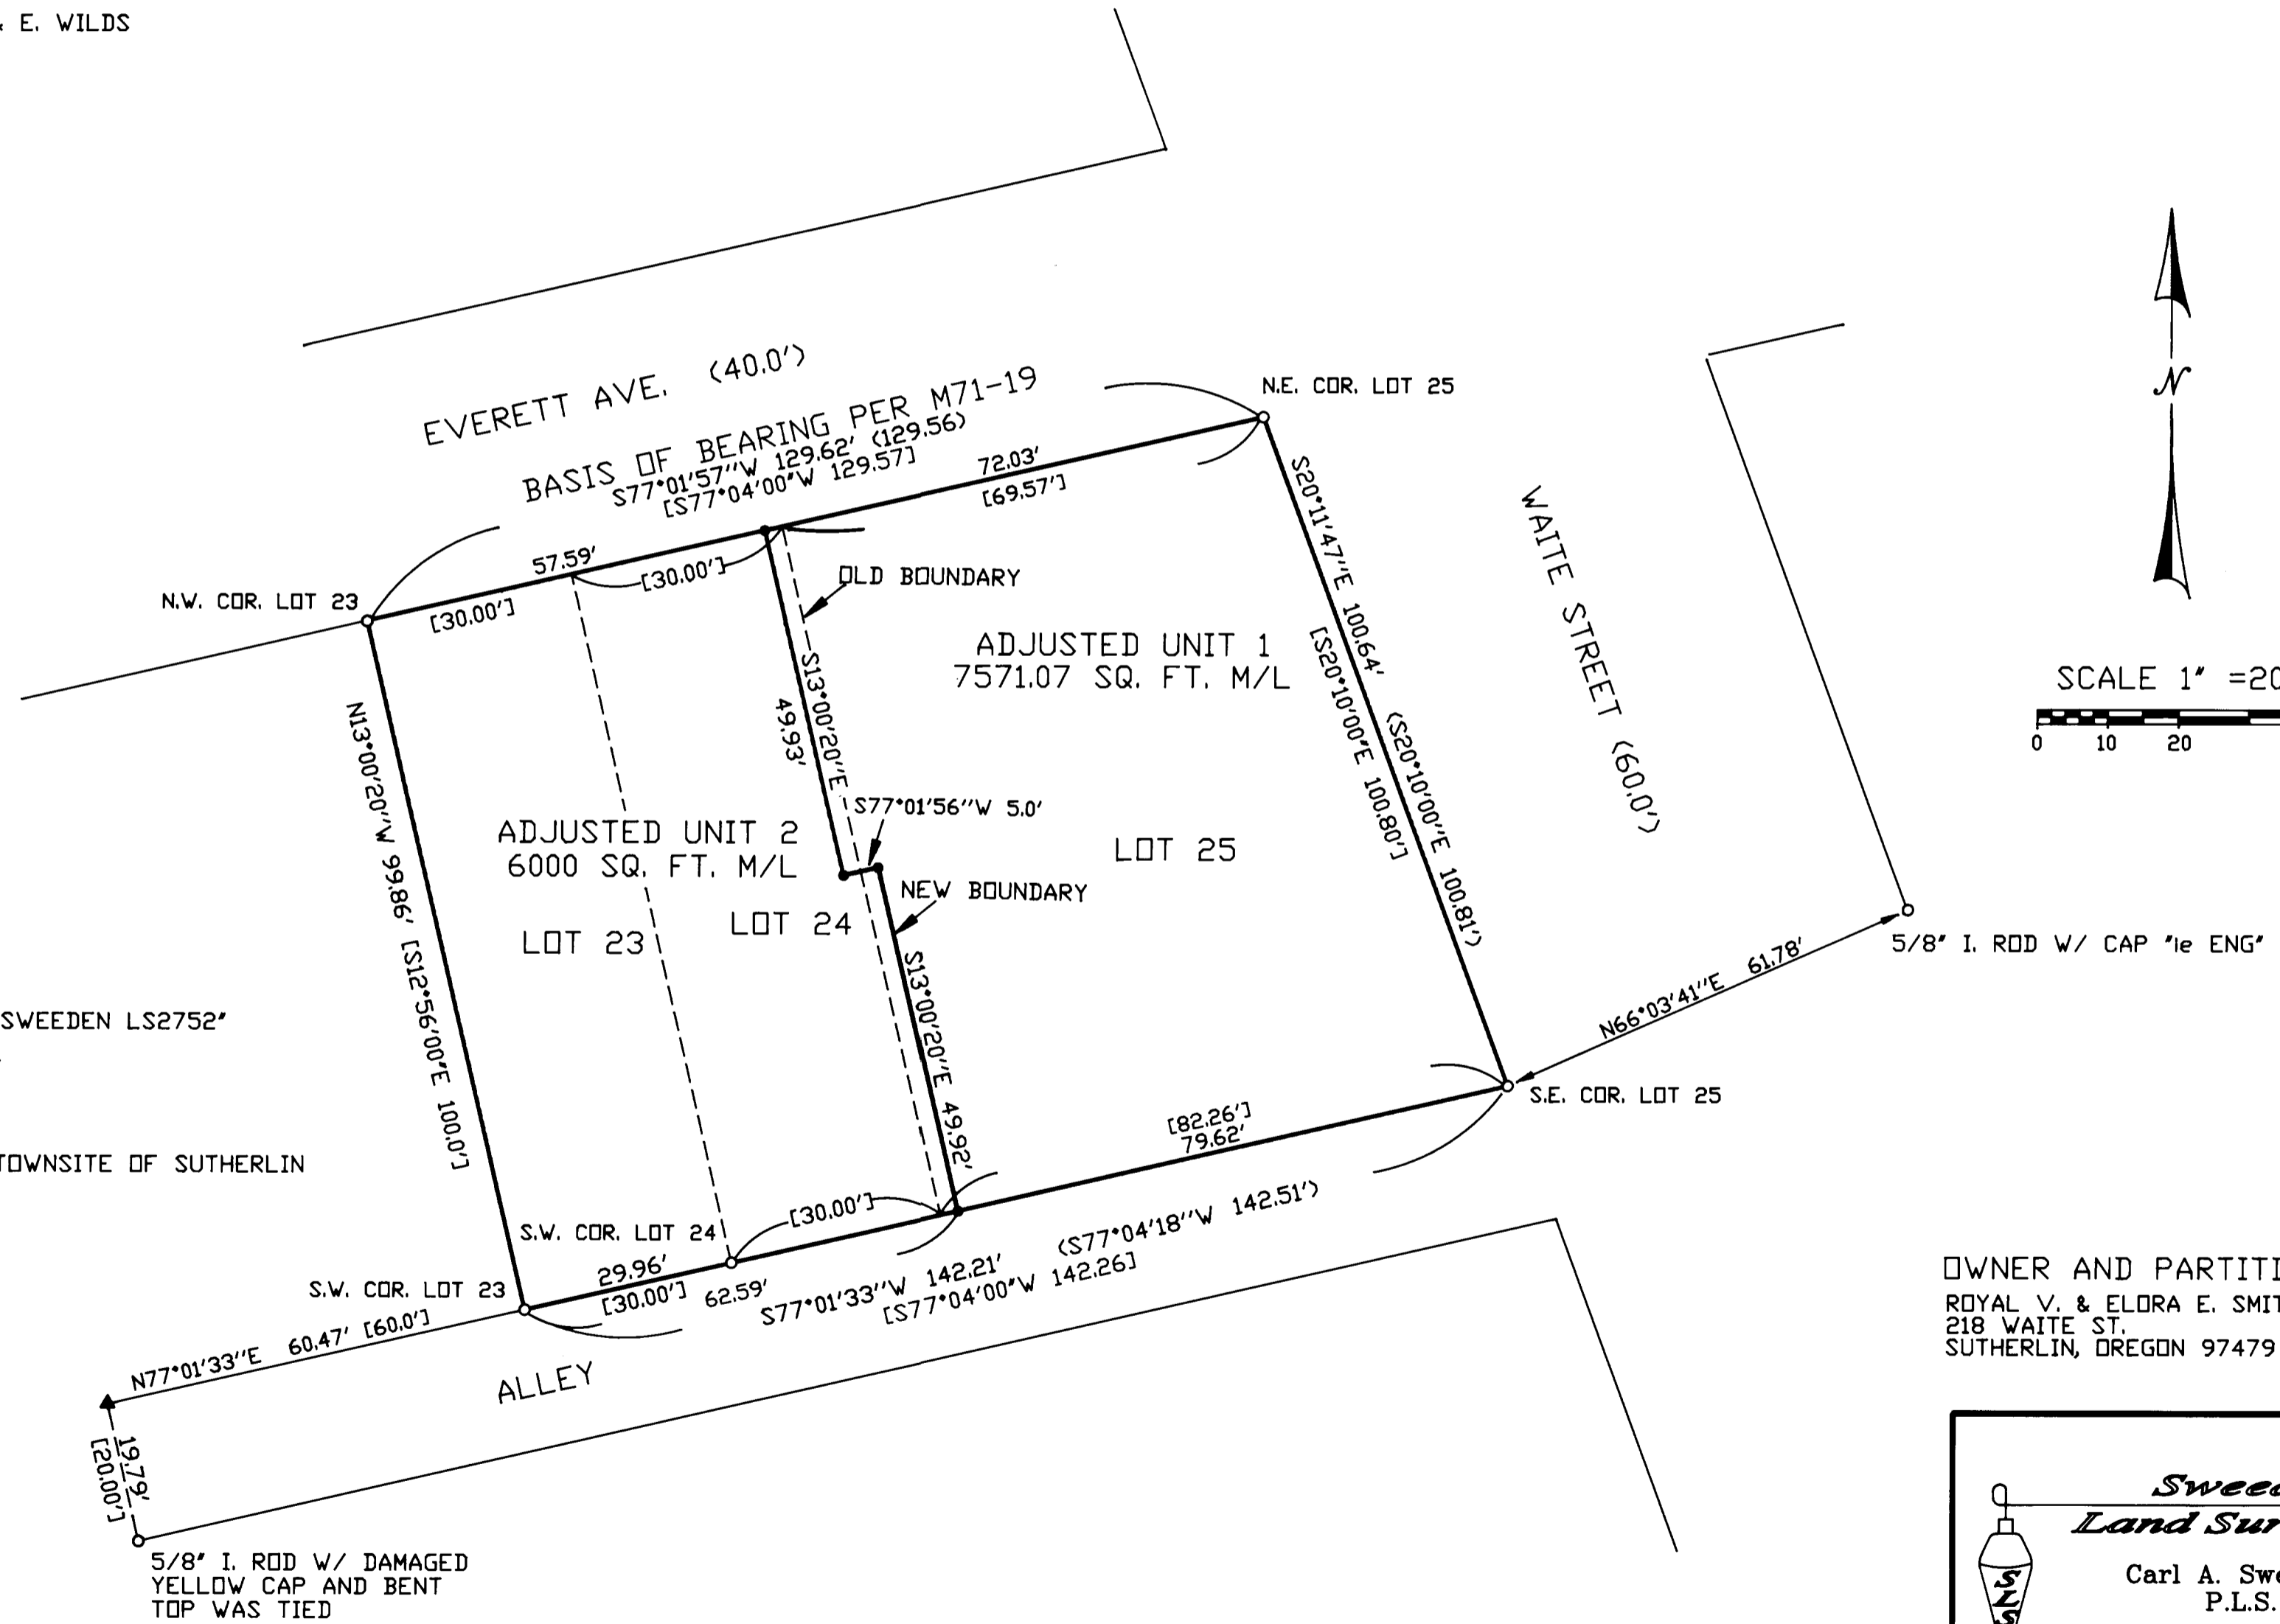 & E. WILDS
EVERETT AVE. (40.0')
BASIS OF BEARING PER M71-19
S77°01'57"W 129.62' (129.56)
[S77°04'00"W 129.57]
72.03'
[69.57']
N.E. COR. LOT 25
57.59'
[30.00']
[30.00']
N.W. COR. LOT 23
OLD BOUNDARY
ADJUSTED UNIT 1
7571.07 SQ. FT. M/L
S13°00'20"E
49.93'
S20°11'47"E 100.64'
[S20°10'00"E 100.80']
(S20°10'00"E 100.81')
WAITE STREET (60.0')
N
SCALE 1" =20
0 10 20
N13°00'20"W 99.86' [S12°56'00"E 100.0']
S77°01'56"W 5.0'
ADJUSTED UNIT 2
6000 SQ. FT. M/L
LOT 25
NEW BOUNDARY
LOT 24
LOT 23
S13°00'20"E 49.92'
5/8" I. ROD W/ CAP "ie ENG"
N66°03'41"E 61.78'
SWEEDEN LS2752"
S.E. COR. LOT 25
[82.26']
79.62'
TOWNSITE OF SUTHERLIN
[30.00']
S.W. COR. LOT 24
(S77°04'18"W 142.51')
S77°01'33"W 142.21'
[S77°04'00"W 142.26]
29.96'
[30.00'] 62.59'
S.W. COR. LOT 23
N77°01'33"E 60.47' [60.0']
ALLEY
19.79'
[20.00']
5/8" I. ROD W/ DAMAGED
YELLOW CAP AND BENT
TOP WAS TIED
OWNER AND PARTITI
ROYAL V. & ELORA E. SMIT
218 WAITE ST.
SUTHERLIN, OREGON 97479
Sweed
Land Sur
Carl A. Swe
P.L.S.
SLS